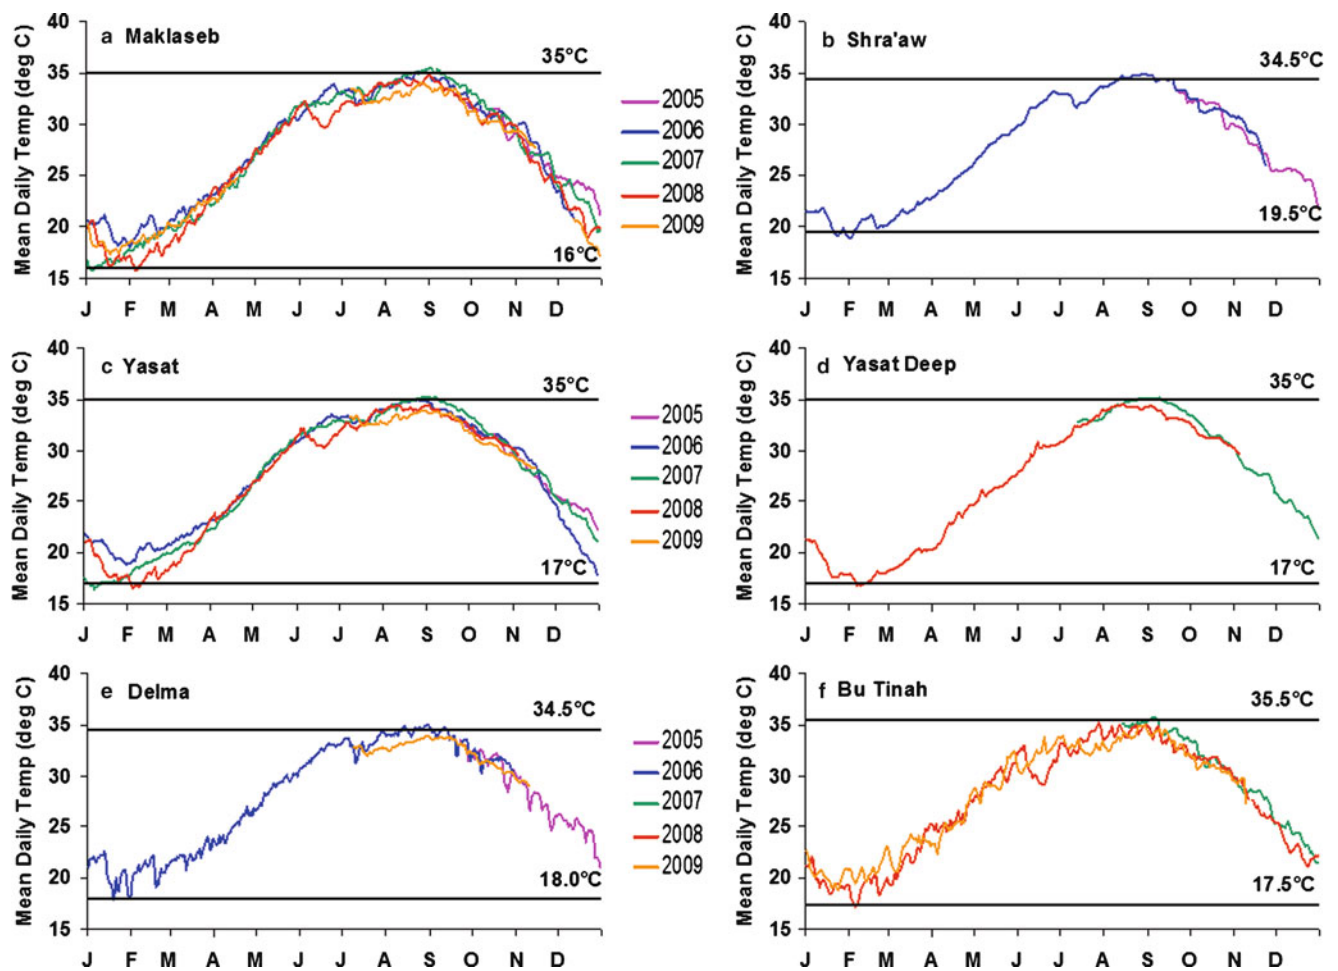 Mean Daily Temp (deg C)
40
35
30
25
20
15
a Maklaseb
35°C
16°C
J F M A M J J A S O N D
2005
2006
2007
2008
2009
Mean Daily Temp (deg C)
40
35
30
25
20
15
b Shra'aw
34.5°C
19.5°C
J F M A M J J A S O N D
Mean Daily Temp (deg C)
40
35
30
25
20
15
c Yasat
35°C
17°C
J F M A M J J A S O N D
2005
2006
2007
2008
2009
Mean Daily Temp (deg C)
40
35
30
25
20
15
d Yasat Deep
35°C
17°C
J F M A M J J A S O N D
Mean Daily Temp (deg C)
40
35
30
25
20
15
e Delma
34.5°C
18.0°C
J F M A M J J A S O N D
2005
2006
2007
2008
2009
Mean Daily Temp (deg C)
40
35
30
25
20
15
f Bu Tinah
35.5°C
17.5°C
J F M A M J J A S O N D